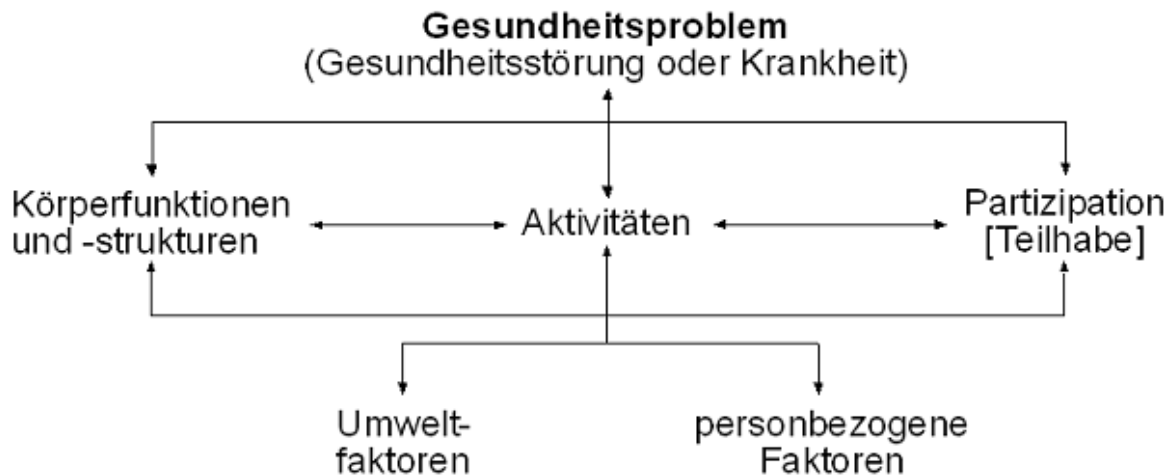 Gesundheitsproblem
(Gesundheitsstörung oder Krankheit)
Körperfunktionen
und -strukturen
Aktivitäten
Partizipation
[Teilhabe]
Umwelt-
faktoren
personbezogene
Faktoren